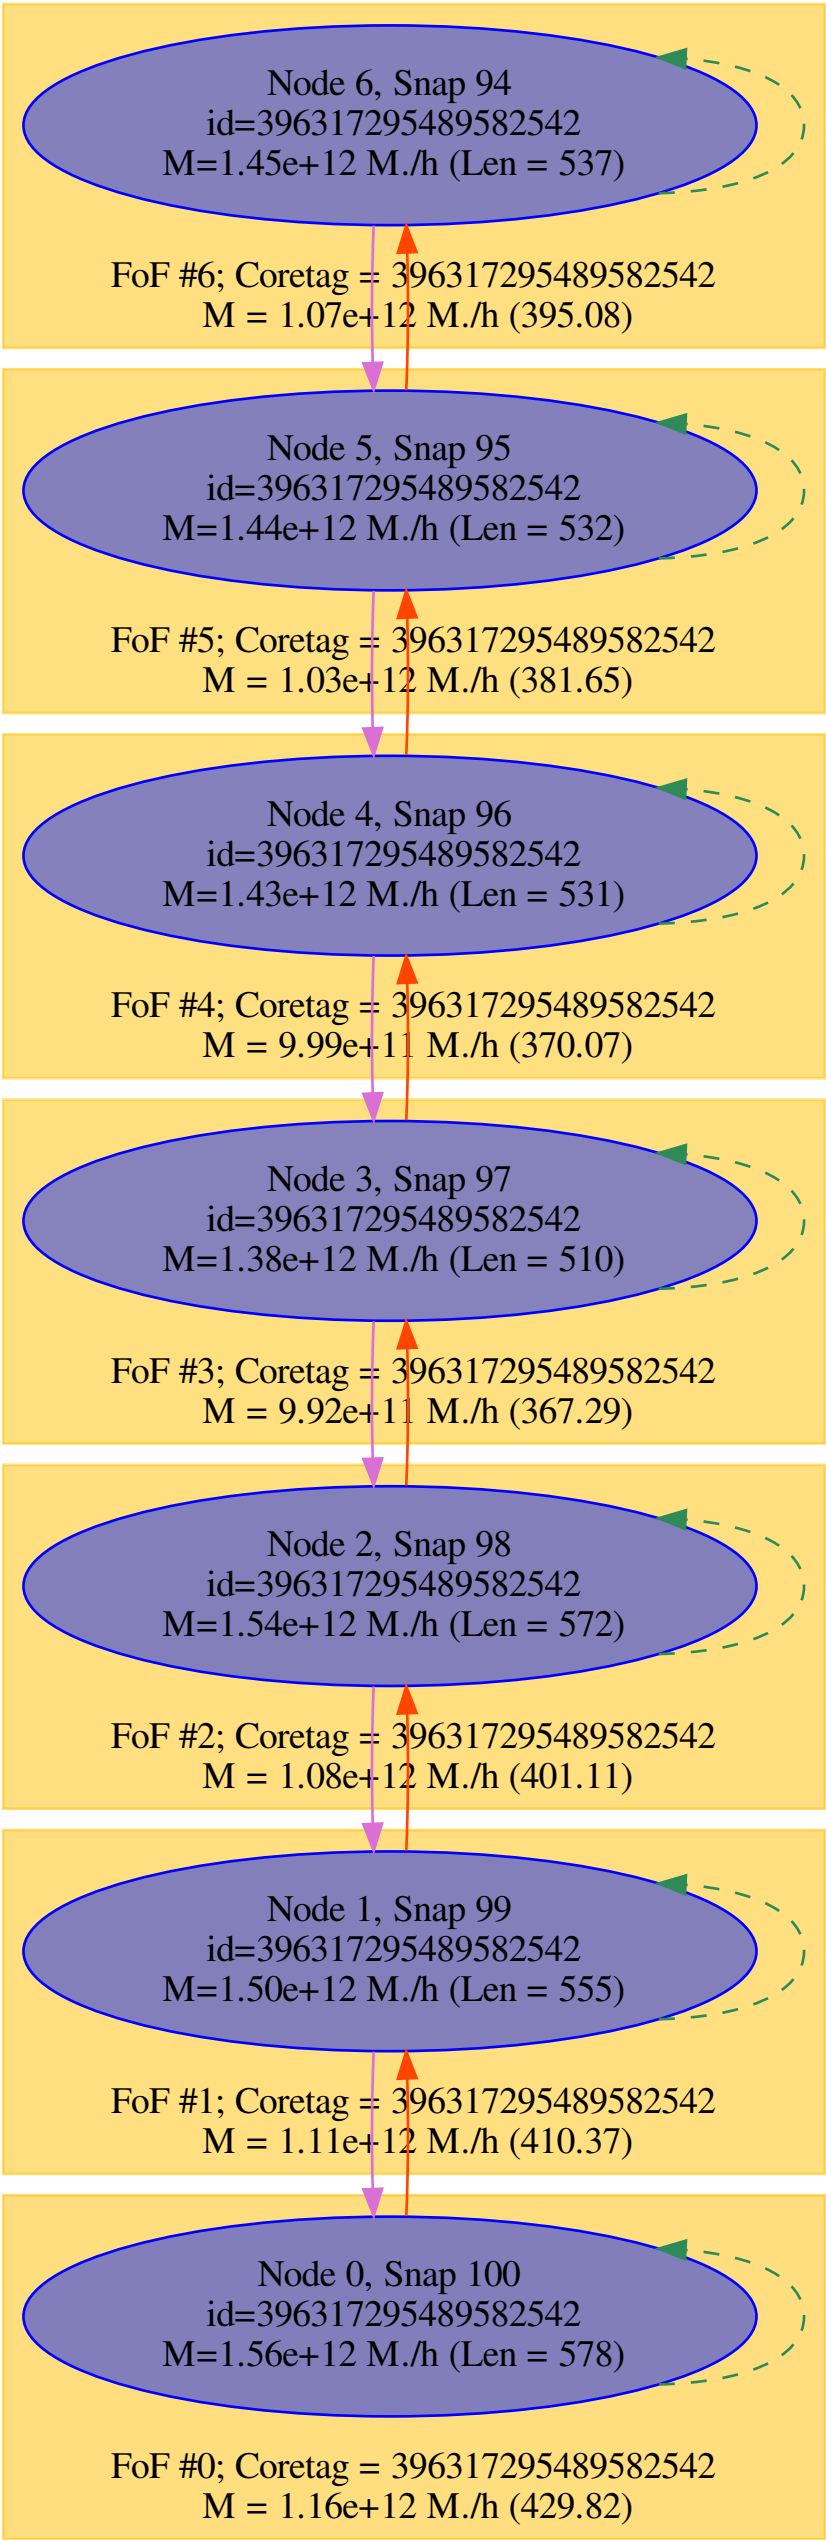 Node 6, Snap 94
id=396317295489582542
M=1.45e+12 M./h (Len = 537)
FoF #6; Coretag = 396317295489582542
M = 1.07e+12 M./h (395.08)
Node 5, Snap 95
id=396317295489582542
M=1.44e+12 M./h (Len = 532)
FoF #5; Coretag = 396317295489582542
M = 1.03e+12 M./h (381.65)
Node 4, Snap 96
id=396317295489582542
M=1.43e+12 M./h (Len = 531)
FoF #4; Coretag = 396317295489582542
M = 9.99e+11 M./h (370.07)
Node 3, Snap 97
id=396317295489582542
M=1.38e+12 M./h (Len = 510)
FoF #3; Coretag = 396317295489582542
M = 9.92e+11 M./h (367.29)
Node 2, Snap 98
id=396317295489582542
M=1.54e+12 M./h (Len = 572)
FoF #2; Coretag = 396317295489582542
M = 1.08e+12 M./h (401.11)
Node 1, Snap 99
id=396317295489582542
M=1.50e+12 M./h (Len = 555)
FoF #1; Coretag = 396317295489582542
M = 1.11e+12 M./h (410.37)
Node 0, Snap 100
id=396317295489582542
M=1.56e+12 M./h (Len = 578)
FoF #0; Coretag = 396317295489582542
M = 1.16e+12 M./h (429.82)